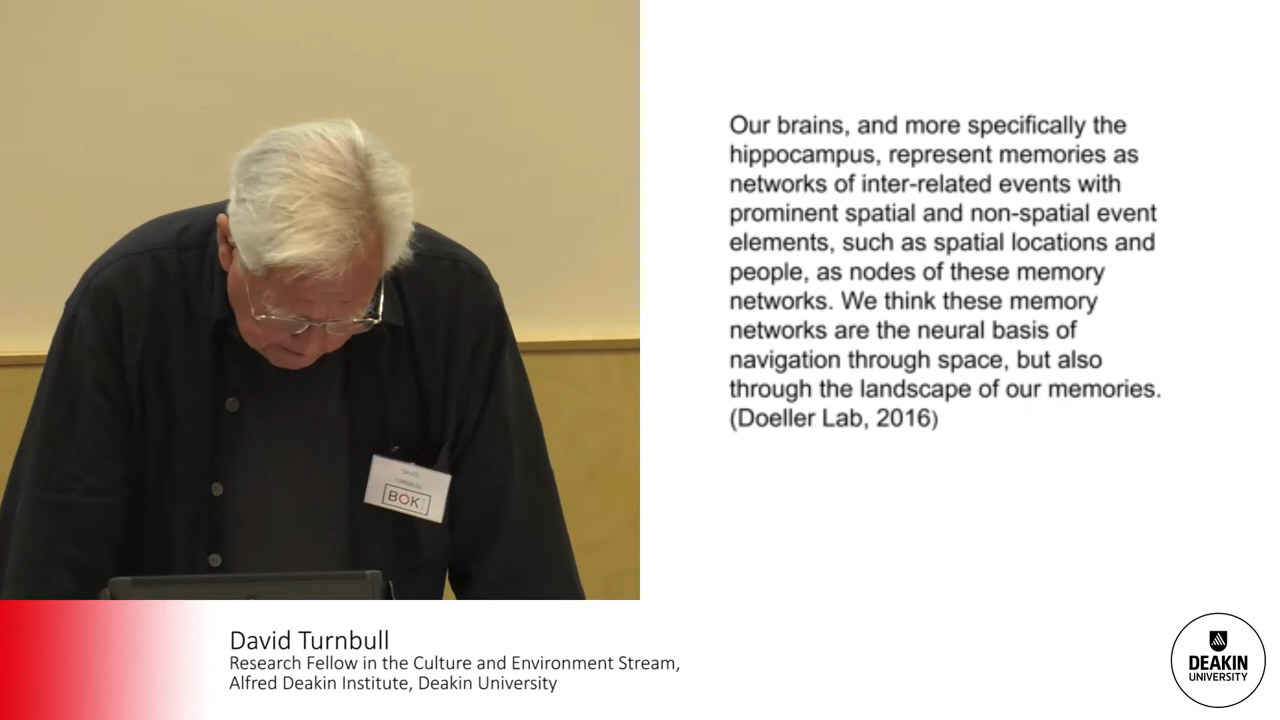 Our brains, and more specifically the
hippocampus, represent memories as
networks of inter-related events with
prominent spatial and non-spatial event
elements, such as spatial locations and
people, as nodes of these memory
networks. We think these memory
networks are the neural basis of
navigation through space, but also
through the landscape of our memories.
(Doeller Lab, 2016)
DAVID
BOK
David Turnbull
Research Fellow in the Culture and Environment Stream,
Alfred Deakin Institute, Deakin University
DEAKIN
UNIVERSITY